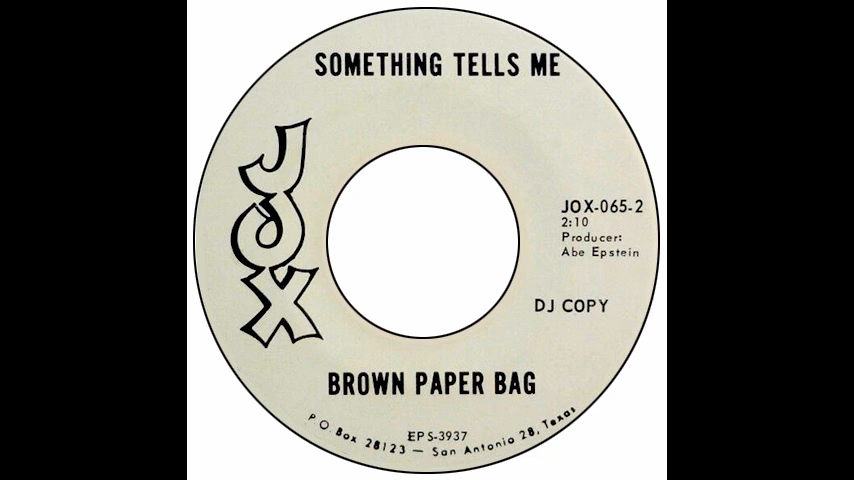 SOMETHING TELLS ME
JOX
JOX-065-2
2:10
Producer:
Abe Epstein
DJ COPY
BROWN PAPER BAG
EPS-3937
P.O. Box 28123 — San Antonio 28, Texas